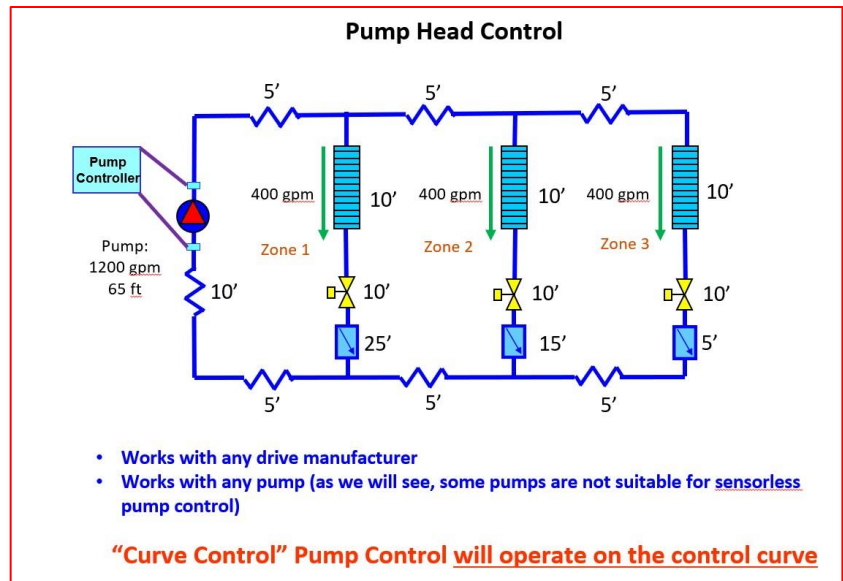 Pump Head Control
5’
5’
5’
Pump
Controller
400 gpm
10’
400 gpm
10’
400 gpm
10’
Zone 1
Zone 2
Zone 3
Pump:
1200 gpm
65 ft
10’
10’
10’
10’
25’
15’
5’
5’
5’
5’
• Works with any drive manufacturer
• Works with any pump (as we will see, some pumps are not suitable for sensorless
pump control)
“Curve Control” Pump Control will operate on the control curve